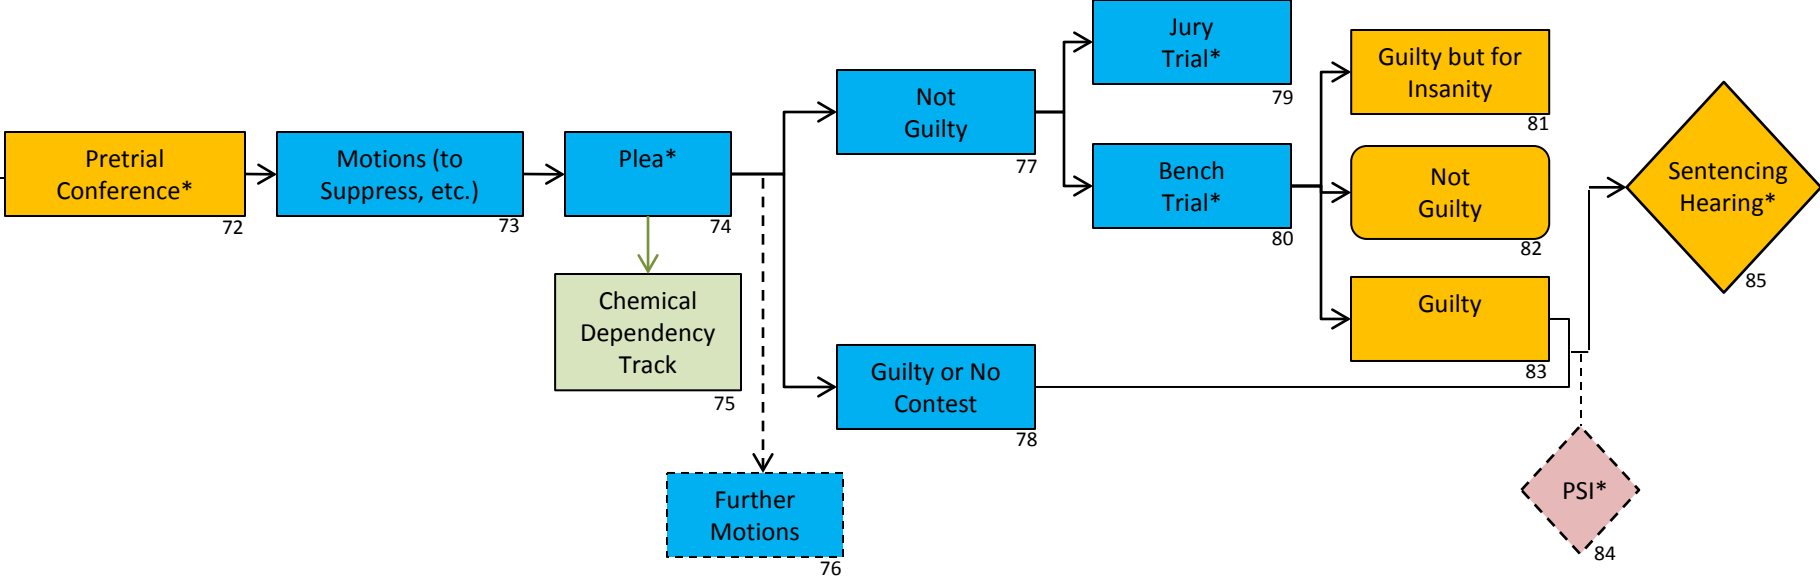 Pretrial
Conference*
72
Motions (to
Suppress, etc.)
73
Plea*
74
Chemical
Dependency
Track
75
Further
Motions
76
Not
Guilty
77
Guilty or No
Contest
78
Jury
Trial*
79
Bench
Trial*
80
Guilty but for
Insanity
81
Not
Guilty
82
Guilty
83
PSI*
84
Sentencing
Hearing*
85